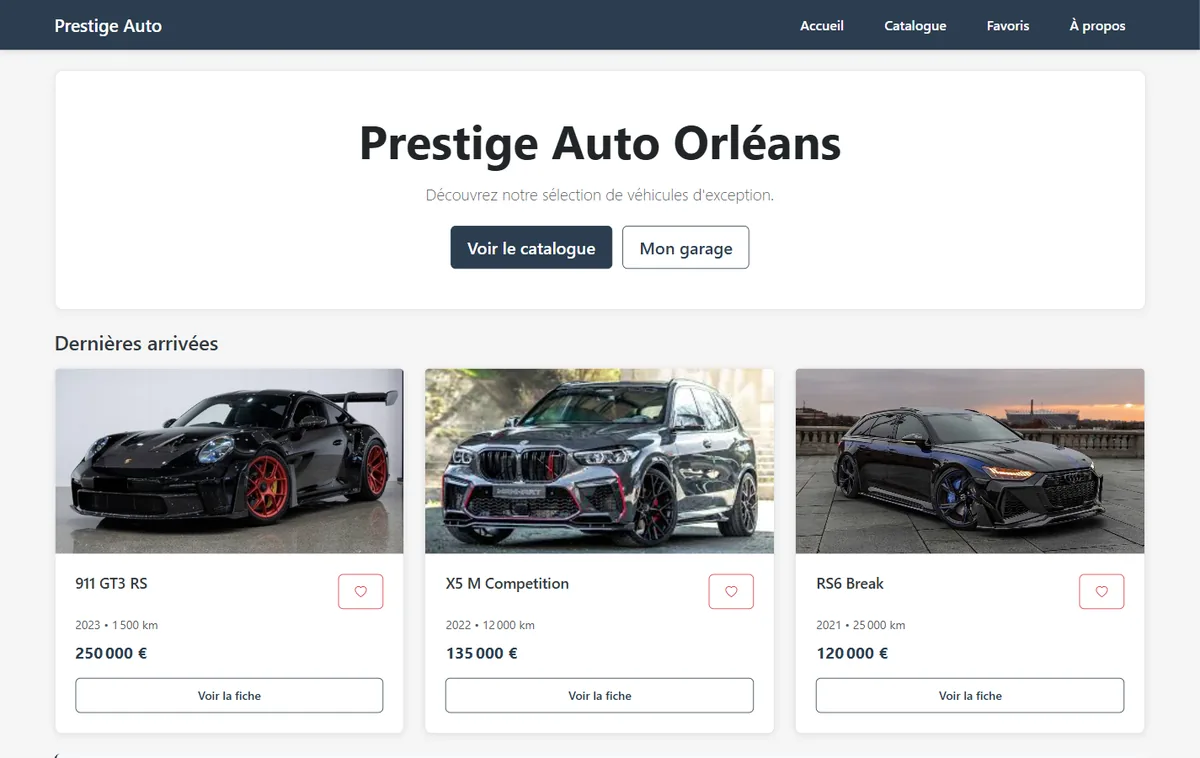 Prestige Auto
Accueil Catalogue Favoris À propos
Prestige Auto Orléans
Découvrez notre sélection de véhicules d'exception.
Voir le catalogue Mon garage
Dernières arrivées
911 GT3 RS
2023 • 1 500 km
250 000 €
Voir la fiche
X5 M Competition
2022 • 12 000 km
135 000 €
Voir la fiche
RS6 Break
2021 • 25 000 km
120 000 €
Voir la fiche